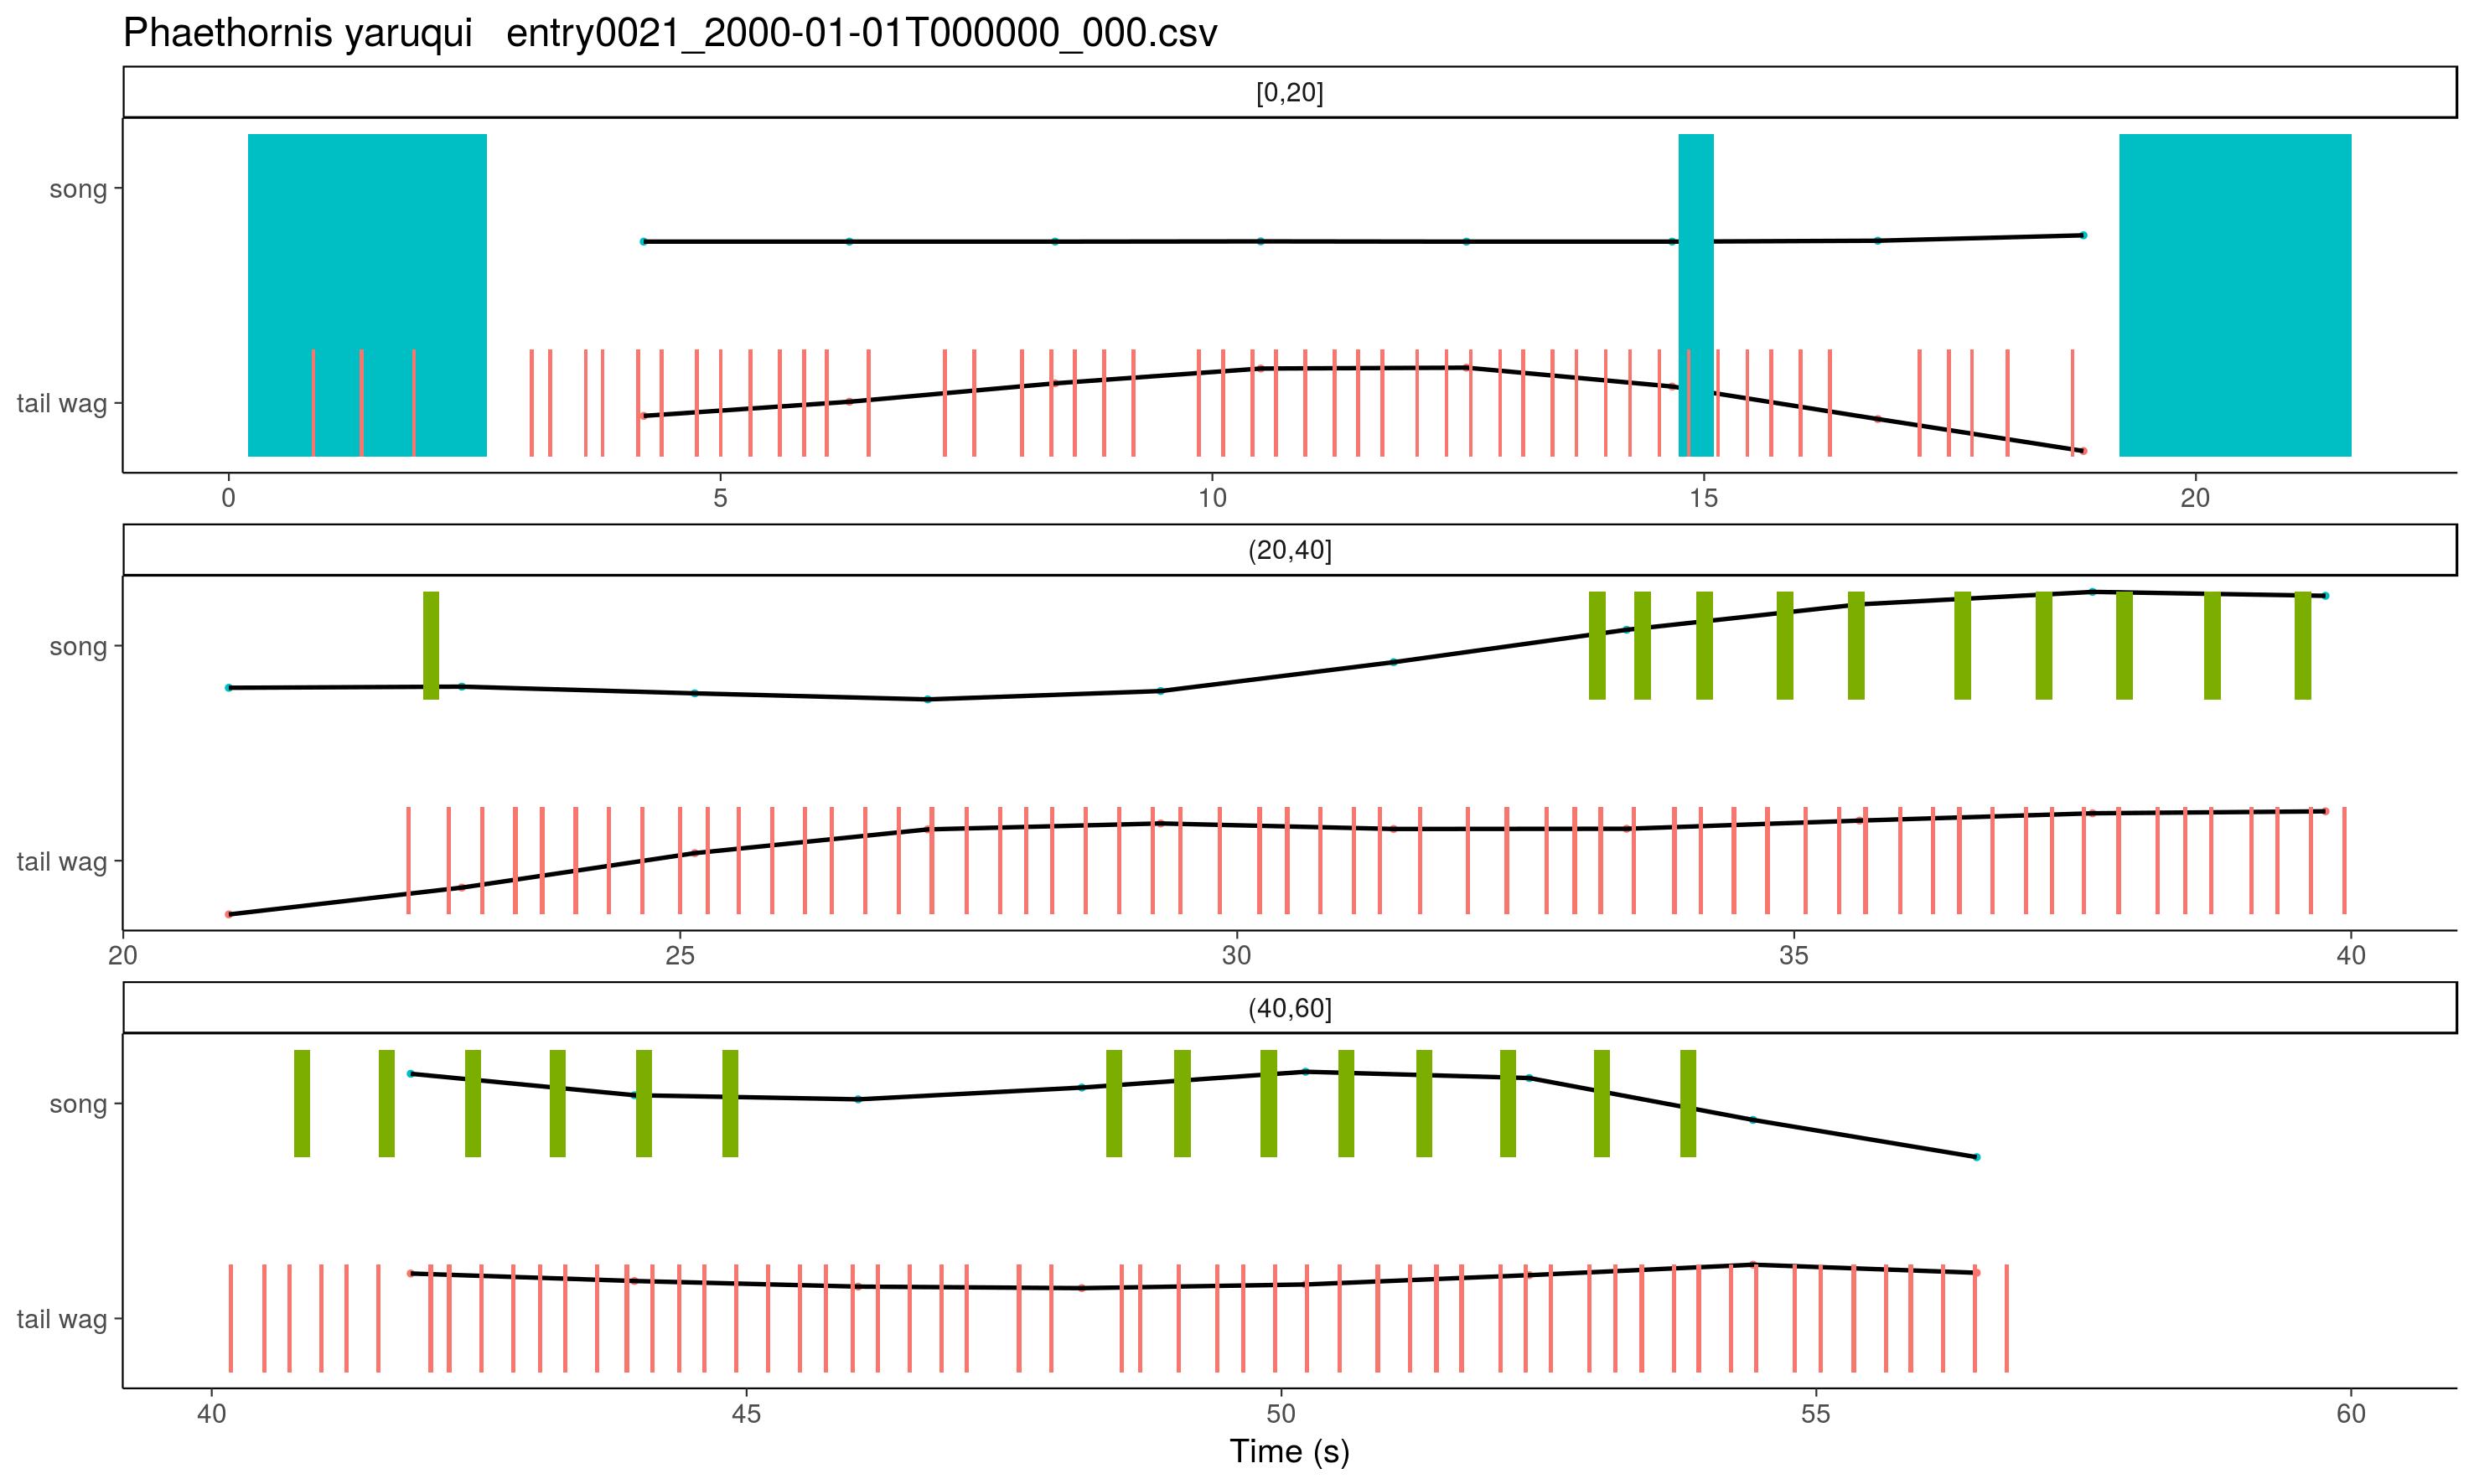 Phaethornis yaruqui   entry0021_2000-01-01T000000_000.csv
[0,20]
song
tail wag
0 5 10 15 20
(20,40]
song
tail wag
20 25 30 35 40
(40,60]
song
tail wag
40 45 50 55 60
Time (s)